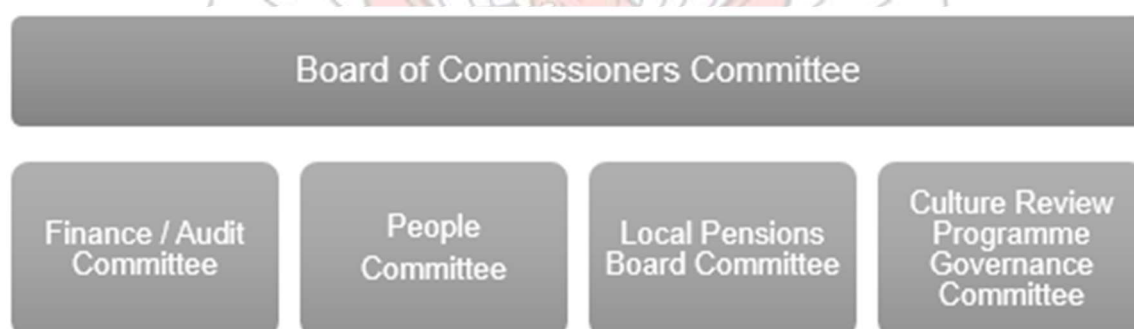 Board of Commissioners Committee
Finance / Audit
Committee
People
Committee
Local Pensions
Board Committee
Culture Review
Programme
Governance
Committee